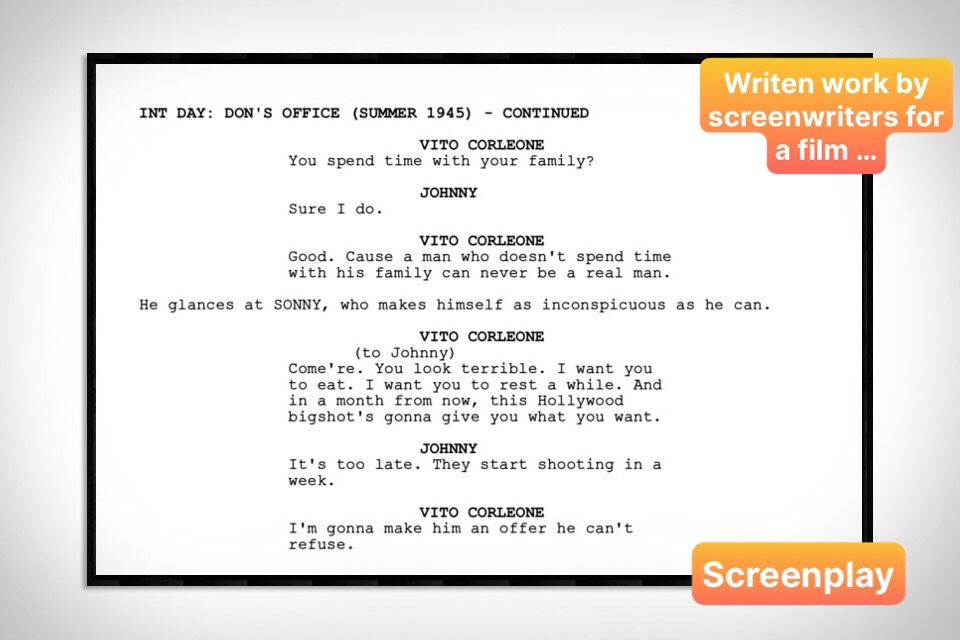 Writen work by
screenwriters for
a film ...
INT DAY: DON'S OFFICE (SUMMER 1945) - CONTINUED
VITO CORLEONE
You spend time with your family?
JOHNNY
Sure I do.
VITO CORLEONE
Good. Cause a man who doesn't spend time
with his family can never be a real man.
He glances at SONNY, who makes himself as inconspicuous as he can.
VITO CORLEONE
(to Johnny)
Come're. You look terrible. I want you
to eat. I want you to rest a while. And
in a month from now, this Hollywood
bigshot's gonna give you what you want.
JOHNNY
It's too late. They start shooting in a
week.
VITO CORLEONE
I'm gonna make him an offer he can't
refuse.
Screenplay